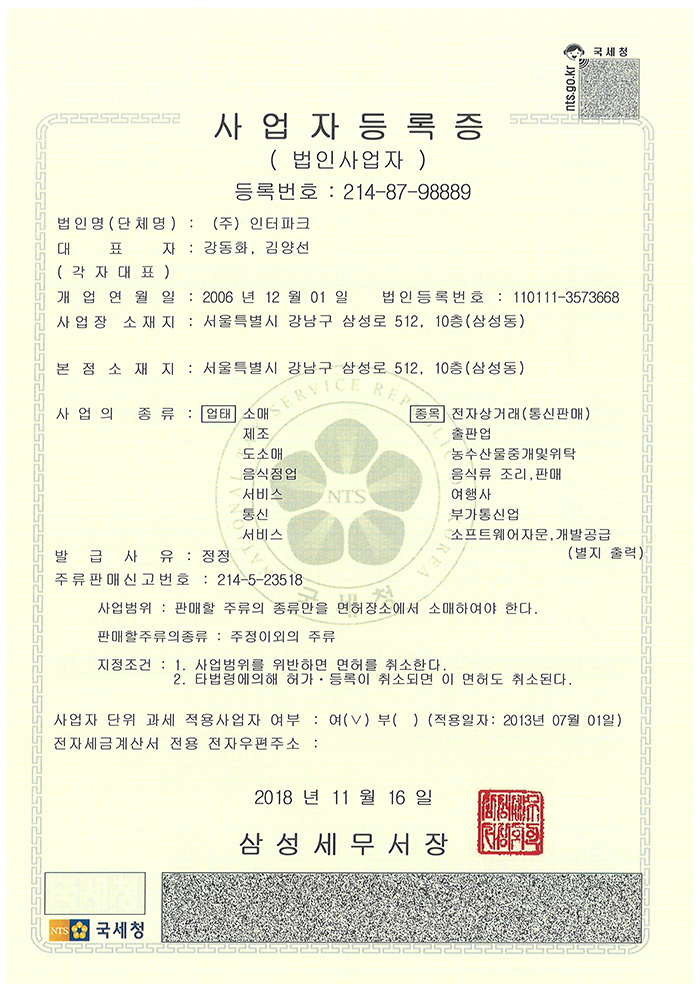 국세청
nts.go.kr
사업자등록증
( 법인사업자 )
등록번호 : 214-87-98889
법인명(단체명) : (주) 인터파크
대 표 자 : 강동화, 김양선
( 각 자 대 표 )
개 업 연 월 일 : 2006 년 12 월 01 일 법인등록번호 : 110111-3573668
사업장 소재지 : 서울특별시 강남구 삼성로 512, 10층(삼성동)
본 점 소 재 지 : 서울특별시 강남구 삼성로 512, 10층(삼성동)
사 업 의 종 류 : 업태 소매 종목 전자상거래(통신판매)
제조 출판업
도소매 농수산물중개및위탁
음식점업 음식류 조리,판매
서비스 여행사
통신 부가통신업
서비스 소프트웨어자문,개발공급
(별지 출력)
NATIONAL TAX SERVICE REPUBLIC OF KOREA
NTS
국세청
발 급 사 유 : 정정
주류판매신고번호 : 214-5-23518
사업범위 : 판매할 주류의 종류만을 면허장소에서 소매하여야 한다.
판매할주류의종류 : 주정이외의 주류
지정조건 : 1. 사업범위를 위반하면 면허를 취소한다.
2. 타법령에의해 허가·등록이 취소되면 이 면허도 취소된다.
사업자 단위 과세 적용사업자 여부 : 여(∨) 부( ) (적용일자: 2013년 07월 01일)
전자세금계산서 전용 전자우편주소 :
2018 년 11 월 16 일
삼성세무서장
NTS 국세청